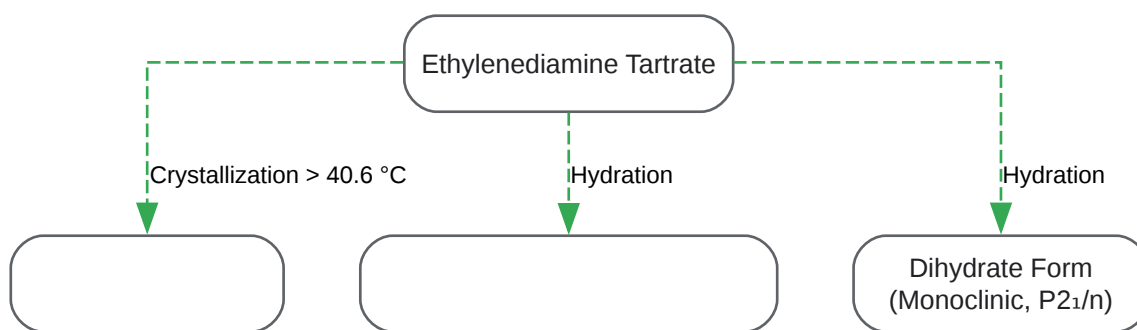 Ethylenediamine Tartrate
Crystallization > 40.6 °C
Hydration
Hydration
Dihydrate Form
(Monoclinic, P2₁/n)